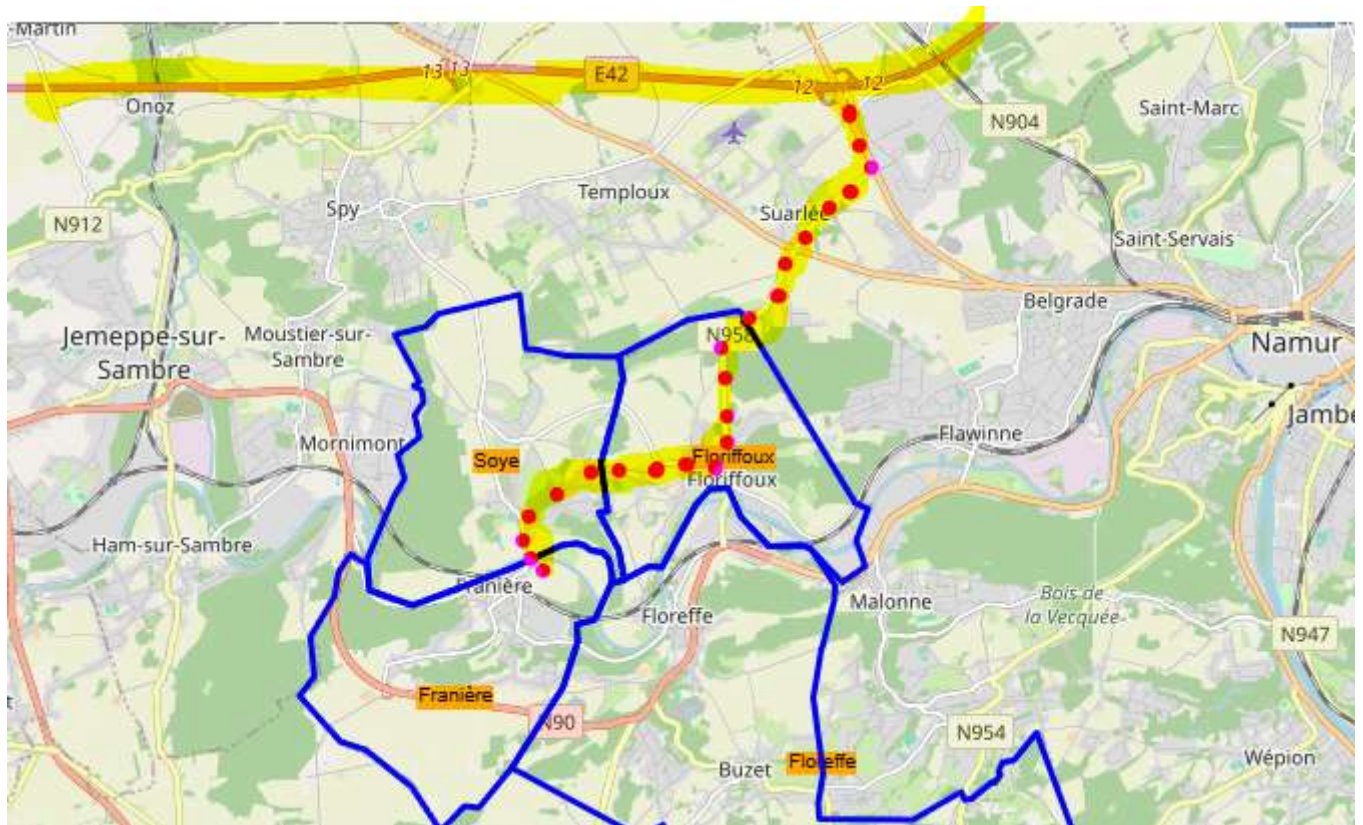 -Martin
13 13
E42
12 12
Onoz
N904
Saint-Marc
Temploux
Spy
Suarlée
N912
Saint-Servais
Belgrade
Jemeppe-sur-
Sambre
Moustier-sur-
Sambre
N958
Namur
Jambe
Mornimont
Flawinne
Soye
Floriffoux
Floriffoux
Ham-sur-Sambre
Franière
Floreffe
Malonne
Bois de
la Vecquée
N947
Franière
N90
N954
Floreffe
Buzet
Wépion